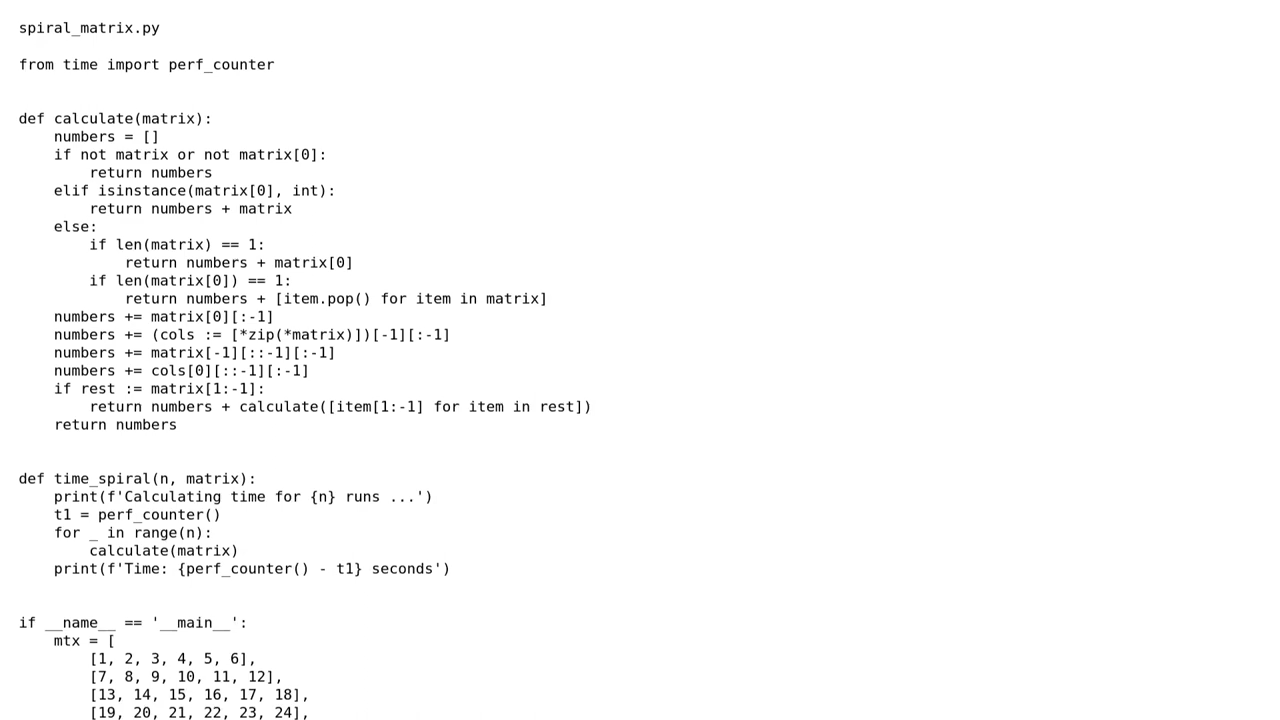 spiral_matrix.py
from time import perf_counter
def calculate(matrix):
    numbers = []
    if not matrix or not matrix[0]:
        return numbers
    elif isinstance(matrix[0], int):
        return numbers + matrix
    else:
        if len(matrix) == 1:
            return numbers + matrix[0]
        if len(matrix[0]) == 1:
            return numbers + [item.pop() for item in matrix]
    numbers += matrix[0][:-1]
    numbers += (cols := [*zip(*matrix)])[-1][:-1]
    numbers += matrix[-1][::-1][:-1]
    numbers += cols[0][::-1][:-1]
    if rest := matrix[1:-1]:
        return numbers + calculate([item[1:-1] for item in rest])
    return numbers
def time_spiral(n, matrix):
    print(f'Calculating time for {n} runs ...')
    t1 = perf_counter()
    for _ in range(n):
        calculate(matrix)
    print(f'Time: {perf_counter() - t1} seconds')
if __name__ == '__main__':
    mtx = [
        [1, 2, 3, 4, 5, 6],
        [7, 8, 9, 10, 11, 12],
        [13, 14, 15, 16, 17, 18],
        [19, 20, 21, 22, 23, 24],